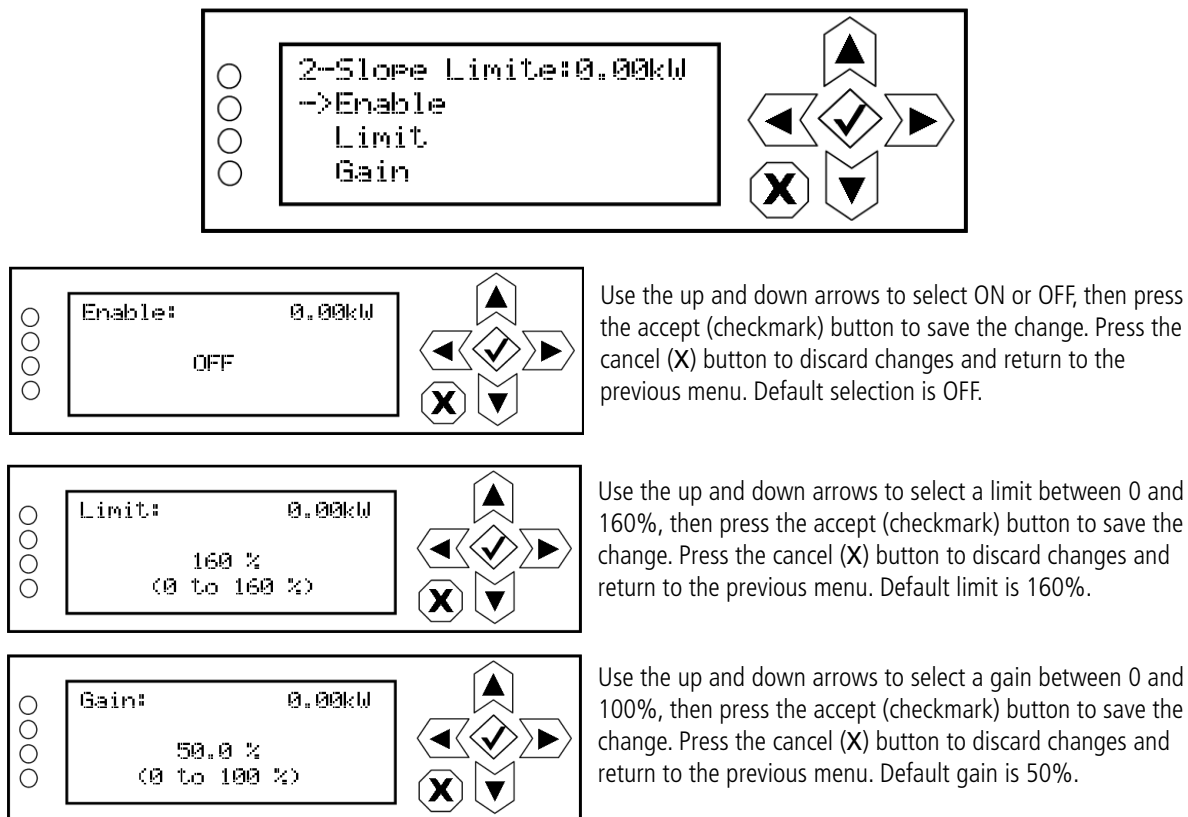 2-Slope Limite:0.00kW
->Enable
Limit
Gain
X
Enable: 0.00kW
OFF
X
Use the up and down arrows to select ON or OFF, then press
the accept (checkmark) button to save the change. Press the
cancel (X) button to discard changes and return to the
previous menu. Default selection is OFF.
Limit: 0.00kW
160 %
(0 to 160 %)
X
Use the up and down arrows to select a limit between 0 and
160%, then press the accept (checkmark) button to save the
change. Press the cancel (X) button to discard changes and
return to the previous menu. Default limit is 160%.
Gain: 0.00kW
50.0 %
(0 to 100 %)
X
Use the up and down arrows to select a gain between 0 and
100%, then press the accept (checkmark) button to save the
change. Press the cancel (X) button to discard changes and
return to the previous menu. Default gain is 50%.